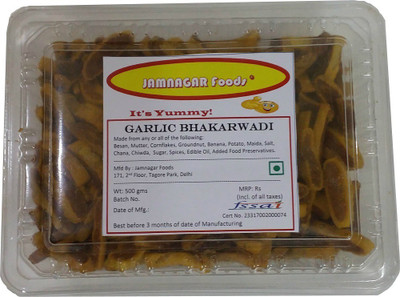 JAMNAGAR Foods®
It's Yummy!
GARLIC BHAKARWADI
Made from any or all of the following:
Besan, Mutter, Cornflakes, Groundnut, Banana, Potato, Maida, Salt,
Chana, Chiwda, Sugar, Spices, Edible Oil, Added Food Preservatives.
Mfd By: Jamnagar Foods
171, 2nd Floor, Tagore Park, Delhi
Wt: 500 gms MRP: Rs
Batch No. (Incl. of all taxes)
Date of Mfg.: fssai
Cert No. 23317002000074
Best before 3 months of date of Manufacturing